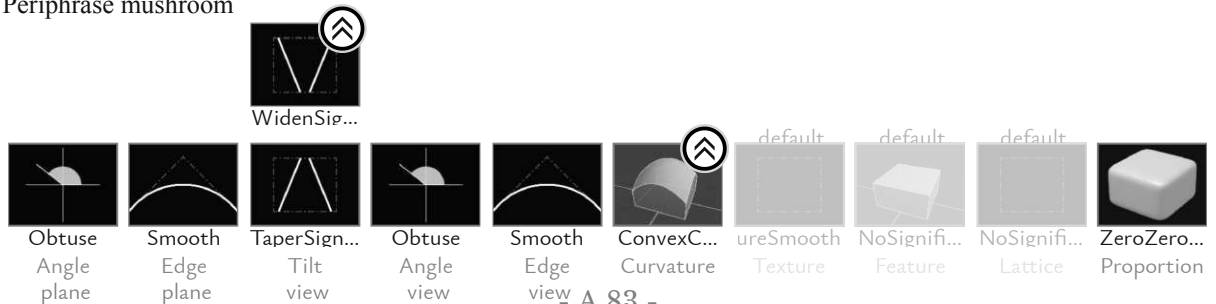 Periphrase mushroom
WidenSig...
default default default
Obtuse Smooth TaperSign... Obtuse Smooth ConvexC... ureSmooth NoSignifi... NoSignifi... ZeroZero...
Angle Edge Tilt Angle Edge Curvature Texture Feature Lattice Proportion
plane plane view view view
- A 83 -